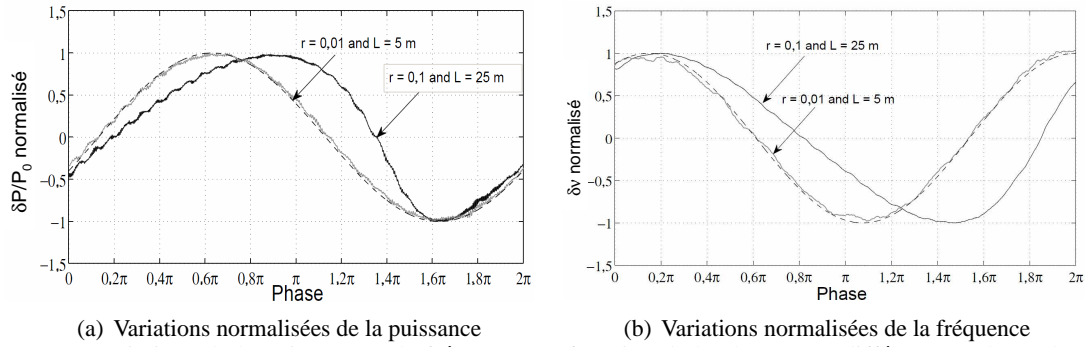 1,5
1
0,5
0
−0,5
−1
−1,5
δP/P0 normalisé
r = 0,01 and L = 5 m
r = 0,1 and L = 25 m
0 0,2π 0,4π 0,6π 0,8π π 1,2π 1,4π 1,6π 1,8π 2π
Phase
(a) Variations normalisées de la puissance
1,5
1
0,5
0
−0,5
−1
−1,5
δν normalisé
r = 0,1 and L = 25 m
r = 0,01 and L = 5 m
0 0,2π 0,4π 0,6π 0,8π π 1,2π 1,4π 1,6π 1,8π 2π
Phase
(b) Variations normalisées de la fréquence